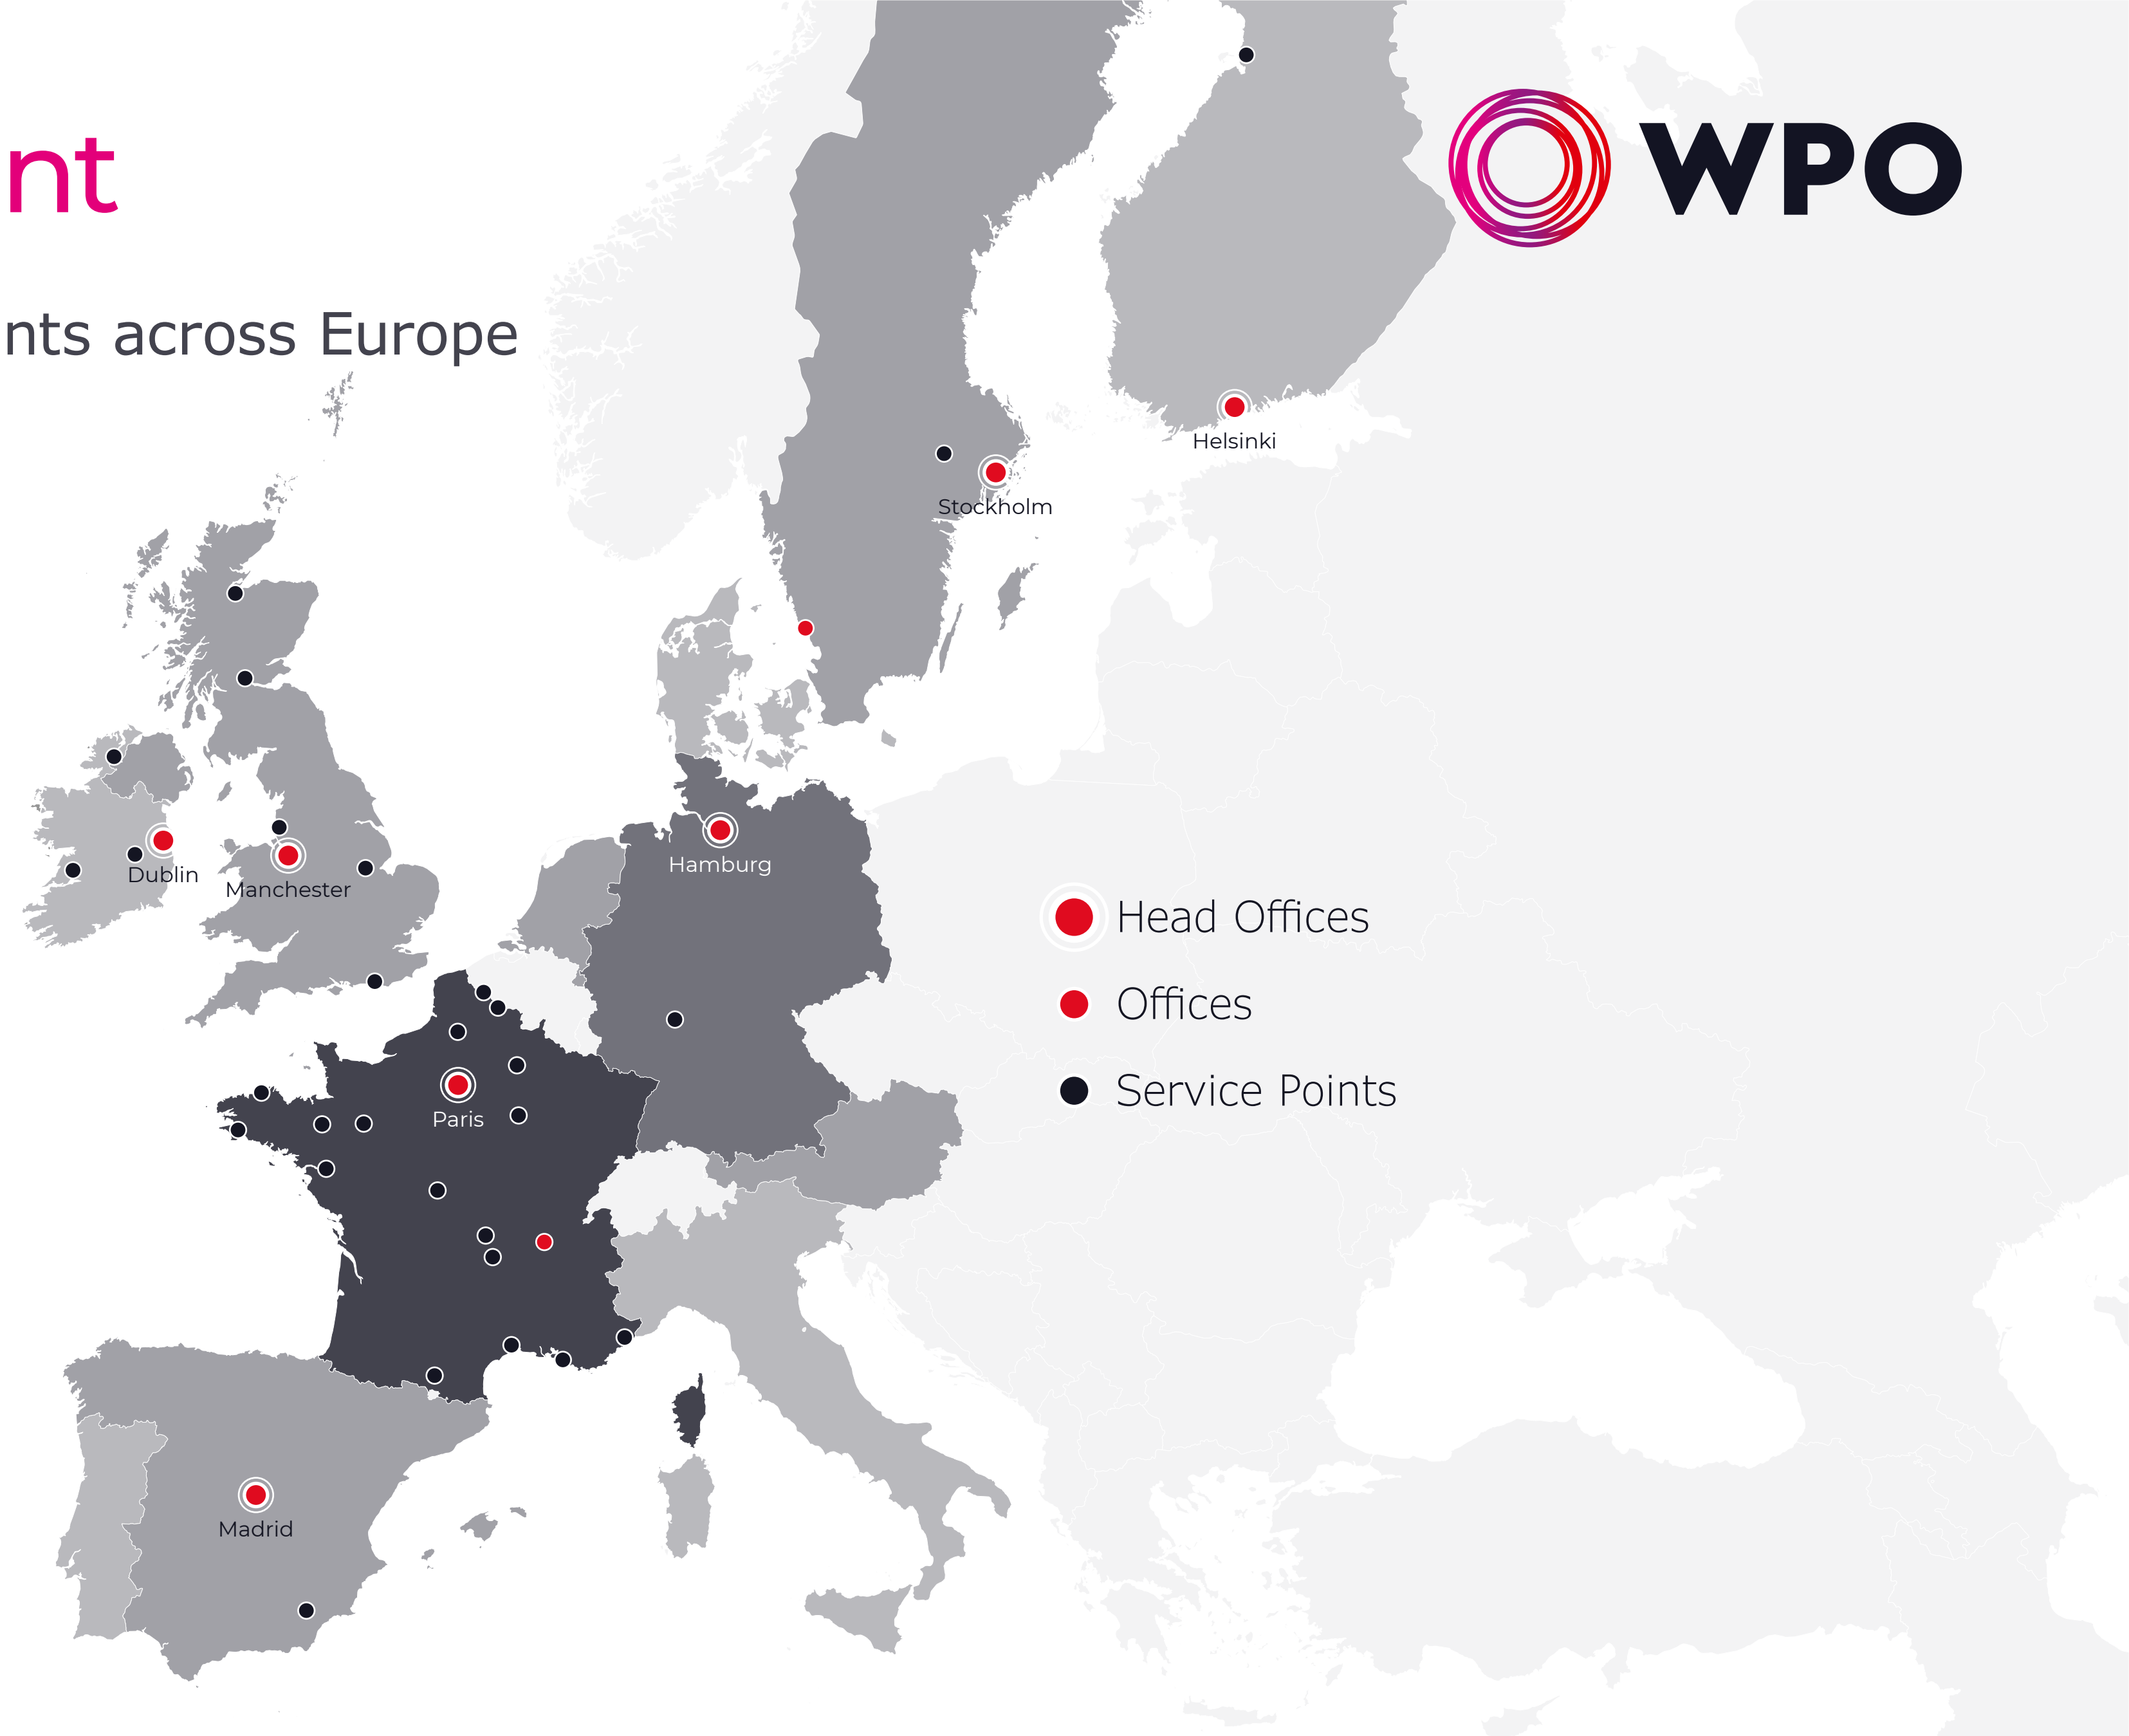 nt
WPO
nts across Europe
Helsinki
Stockholm
Hamburg
Dublin
Manchester
Head Offices
Offices
Service Points
Paris
Madrid